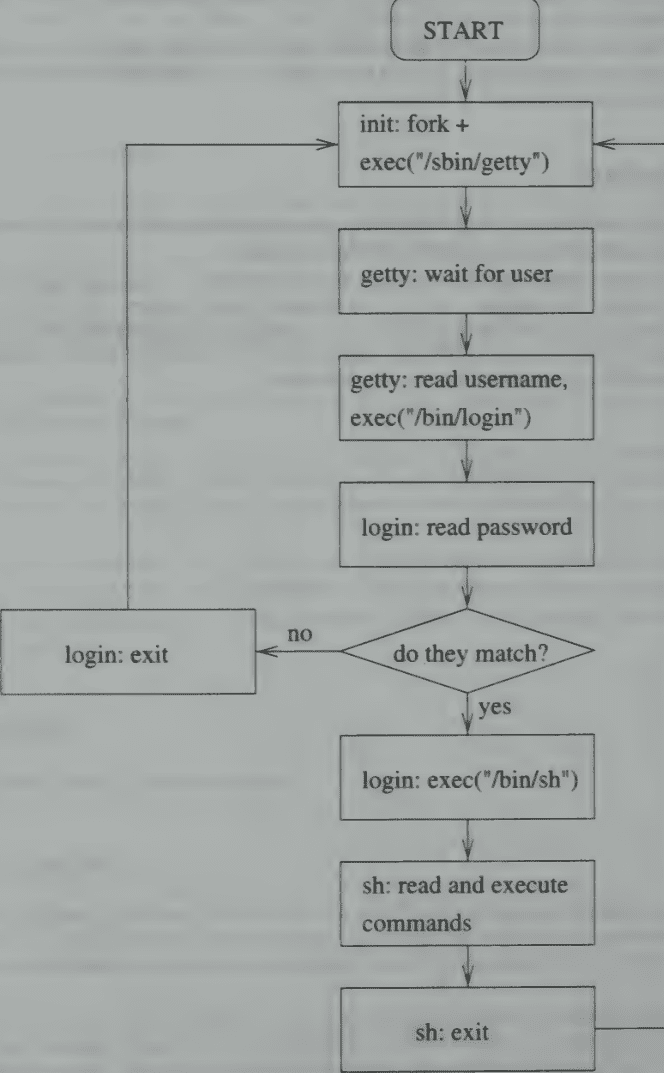 START
init: fork +
exec("/sbin/getty")
getty: wait for user
getty: read username,
exec("/bin/login")
login: read password
do they match?
no
login: exit
yes
login: exec("/bin/sh")
sh: read and execute
commands
sh: exit